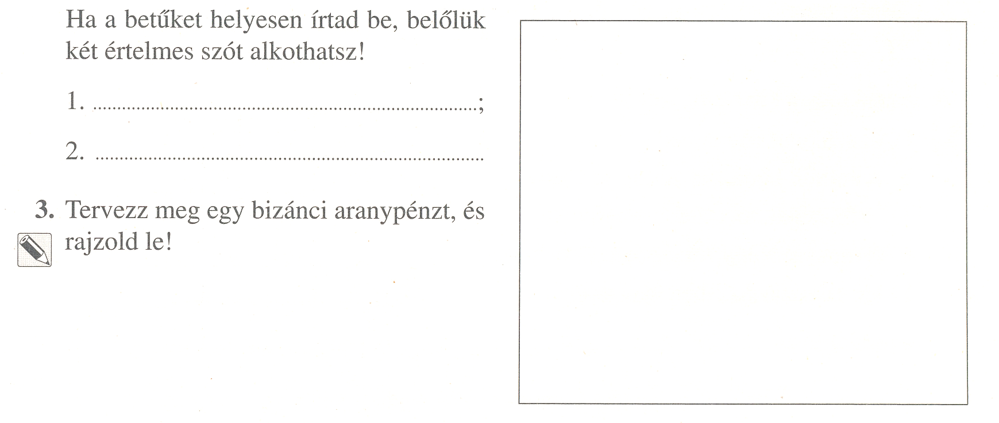 Ha a betűket helyesen írtad be, belőlük
két értelmes szót alkothatsz!
1. ..............................................................................;
2. ..............................................................................
3. Tervezz meg egy bizánci aranypénzt, és
rajzold le!